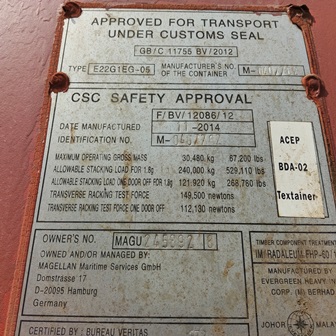 APPROVED FOR TRANSPORT
UNDER CUSTOMS SEAL
GB/C 11755 BV/2012
TYPE E22G1EG-05 MANUFACTURER'S NO. OF THE CONTAINER M-
CSC SAFETY APPROVAL
F/BV/12086/12
DATE MANUFACTURED 11-2014
IDENTIFICATION NO. M-
MAXIMUM OPERATING GROSS MASS 30,480 kg 67,200 lbs
ALLOWABLE STACKING LOAD FOR 1.8g 240,000 kg 529,110 lbs
ALLOWABLE STACKING LOAD ONE DOOR OFF FOR 1.8g 121,920 kg 268,780 lbs
TRANSVERSE RACKING TEST FORCE 149,500 newtons
TRANSVERSE RACKING TEST FORCE ONE DOOR OFF 112,130 newtons
ACEP
BDA-02
Textainer
OWNER'S NO. MAGU
OWNED AND/OR MANAGED BY:
MAGELLAN Maritime Services GmbH
Domstrasse 17
D-20095 Hamburg
Germany
CERTIFIED BY : BUREAU VERITAS
TIMBER COMPONENT TREATMENT
MANUFACTURED BY
EVERGREEN HEAVY IN
CORP. (M) BERHAD
JOHOR MALA